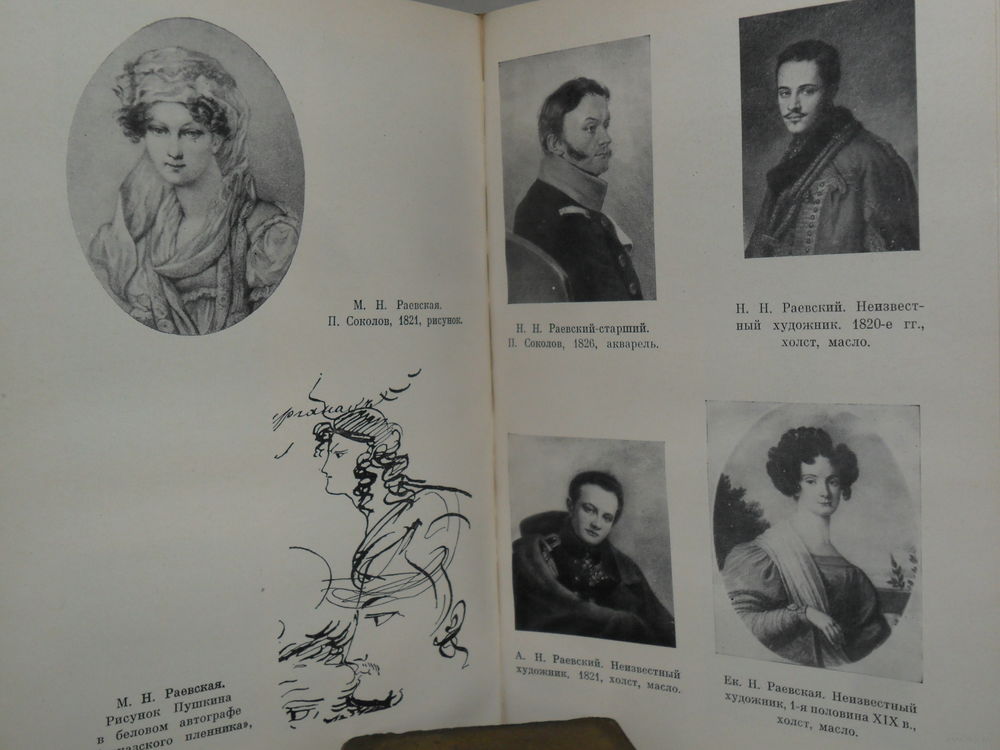 М. Н. Раевская.
П. Соколов, 1821, рисунок.
М. Н. Раевская.
Рисунок Пушкина
в беловом автографе
Н. Н. Раевский-старший.
П. Соколов, 1826, акварель.
Н. Н. Раевский. Неизвест-
ный художник. 1820-е гг.,
холст, масло.
А. Н. Раевский. Неизвестный
художник, 1821, холст, масло.
Ек. Н. Раевская. Неизвестный
художник, 1-я половина XIX в.,
холст, масло.